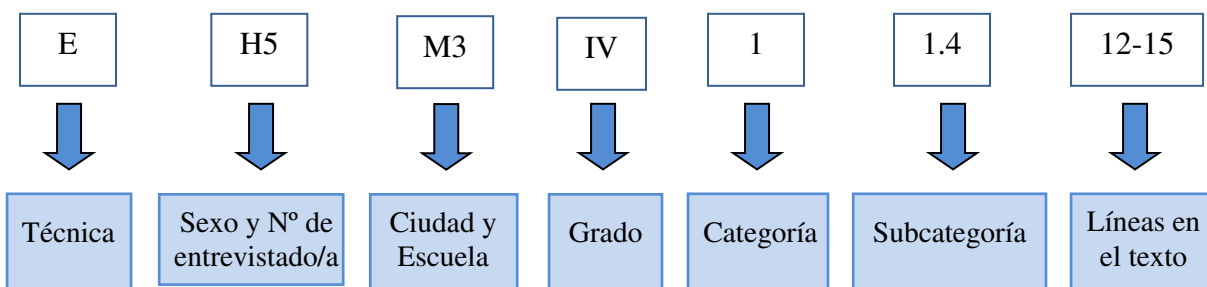 E H5 M3 IV 1 1.4 12-15
Técnica
Sexo y Nº de
entrevistado/a
Ciudad y
Escuela
Grado
Categoría
Subcategoría
Líneas en
el texto